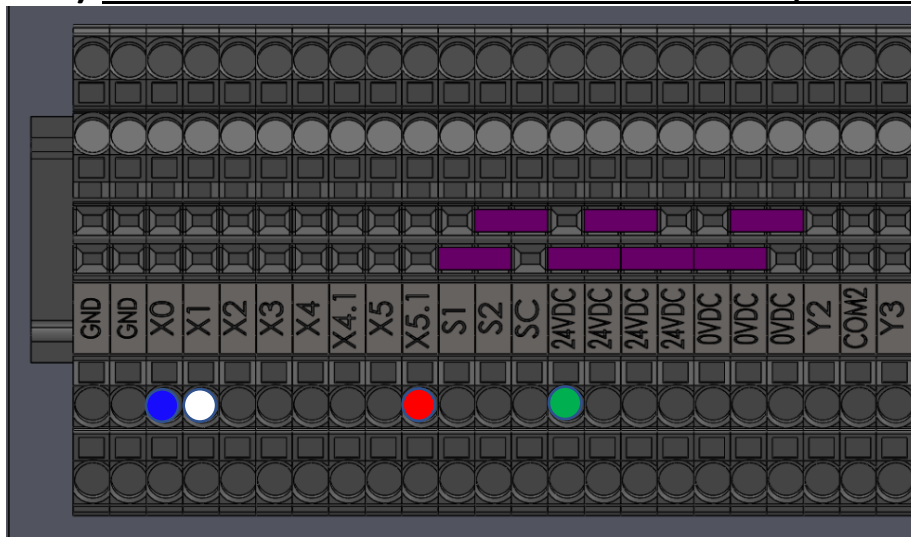 GND GND X0 X1 X2 X3 X4 X4.1 X5 X5.1 S1 S2 SC 24VDC 24VDC 24VDC 24VDC 0VDC 0VDC 0VDC Y2 COM2 Y3